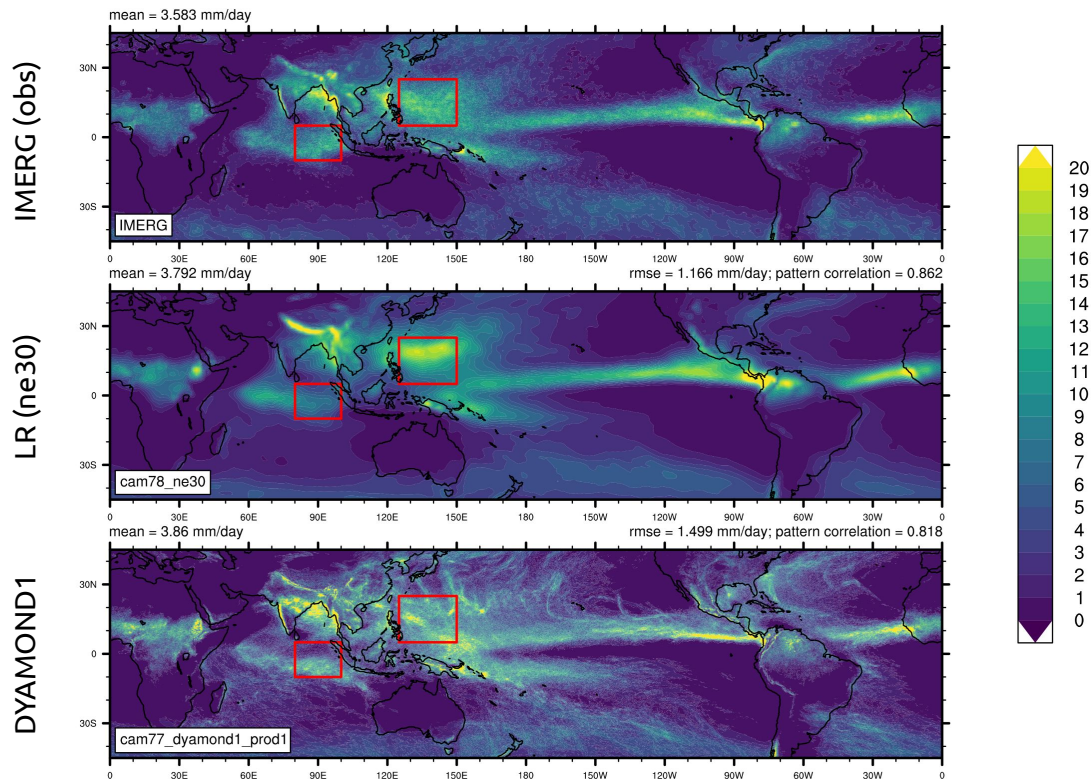 mean = 3.583 mm/day
IMERG (obs)
30N
0
30S
IMERG
0 30E 60E 90E 120E 150E 180 150W 120W 90W 60W 30W 0
mean = 3.792 mm/day rmse = 1.166 mm/day; pattern correlation = 0.862
LR (ne30)
30N
0
30S
cam78_ne30
0 30E 60E 90E 120E 150E 180 150W 120W 90W 60W 30W 0
mean = 3.86 mm/day rmse = 1.499 mm/day; pattern correlation = 0.818
DYAMOND1
30N
0
30S
cam77_dyamond1_prod1
0 30E 60E 90E 120E 150E 180 150W 120W 90W 60W 30W 0
20
19
18
17
16
15
14
13
12
11
10
9
8
7
6
5
4
3
2
1
0